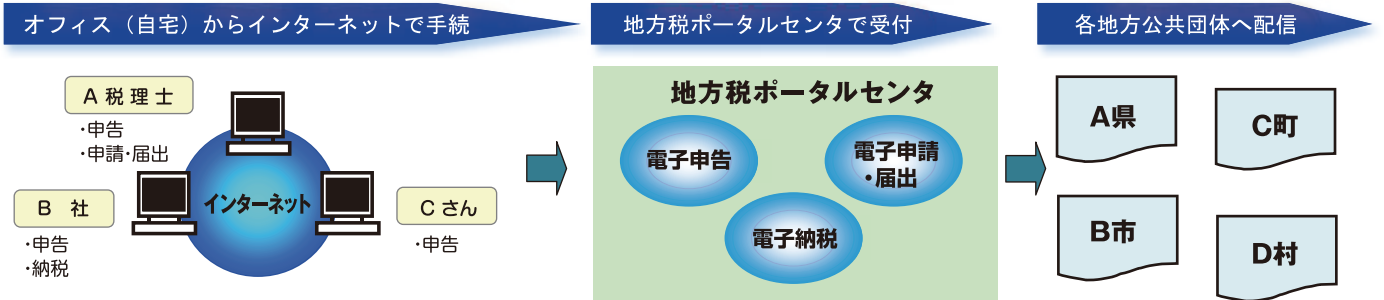 オフィス（自宅）からインターネットで手続
地方税ポータルセンタで受付
各地方公共団体へ配信
A 税 理 士
・申告
・申請・届出
B　社
・申告
・納税
インターネット
C さん
・申告
地方税ポータルセンタ
電子申告
電子申請
・届出
電子納税
A県
C町
B市
D村